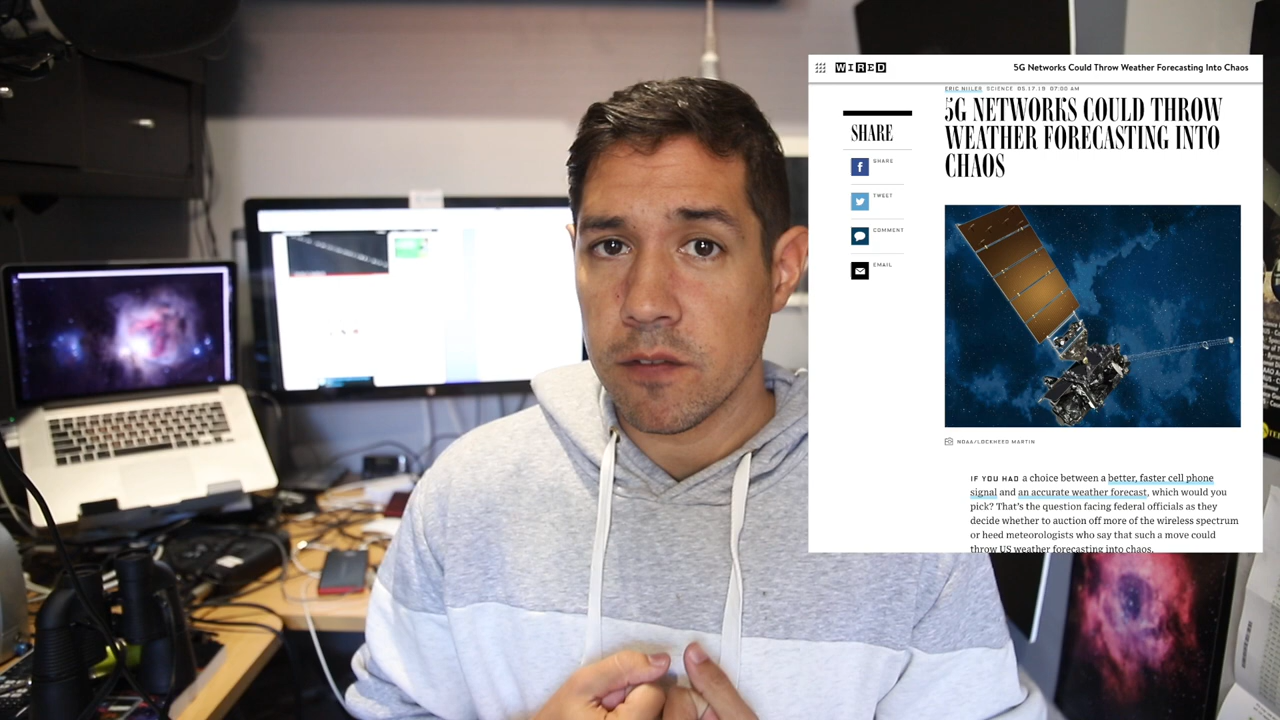 WIRED
5G Networks Could Throw Weather Forecasting Into Chaos
ERIC NIILER SCIENCE 05.17.19 07:00 AM
5G NETWORKS COULD THROW
WEATHER FORECASTING INTO
CHAOS
SHARE
SHARE
TWEET
COMMENT
EMAIL
NOAA/LOCKHEED MARTIN
IF YOU HAD a choice between a better, faster cell phone
signal and an accurate weather forecast, which would you
pick? That's the question facing federal officials as they
decide whether to auction off more of the wireless spectrum
or heed meteorologists who say that such a move could
throw US weather forecasting into chaos.